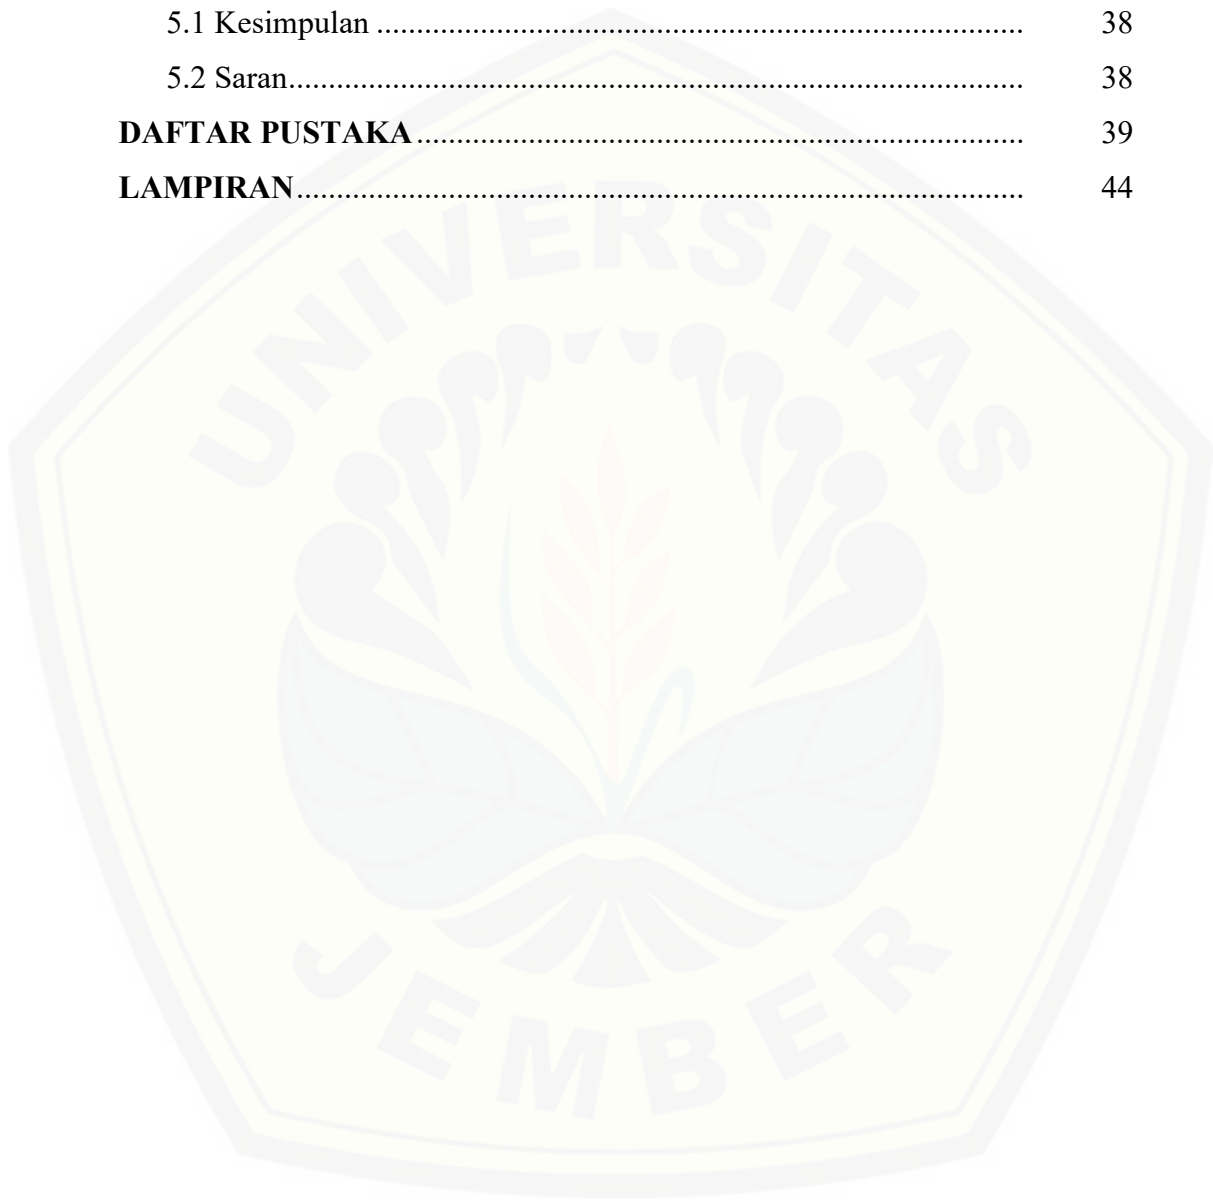 5.1 Kesimpulan ................................................................................ 38
5.2 Saran........................................................................................... 38
DAFTAR PUSTAKA........................................................................... 39
LAMPIRAN.......................................................................................... 44
UNIVERSITAS
JEMBER